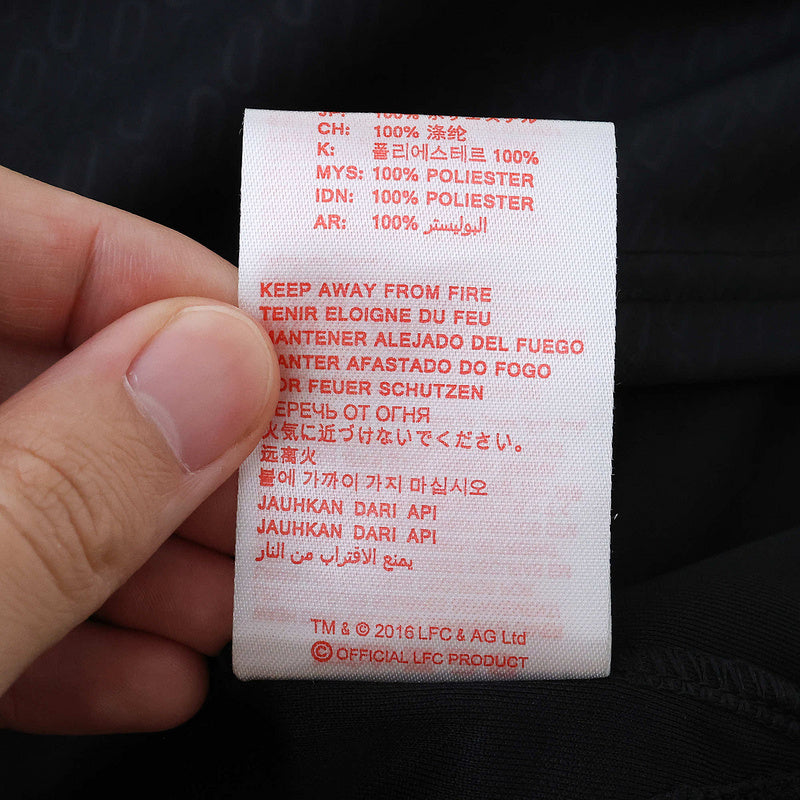 CH: 100% 涤纶
K: 폴리에스테르 100%
MYS: 100% POLIESTER
IDN: 100% POLIESTER
AR: 100% البوليستر
KEEP AWAY FROM FIRE
TENIR ELOIGNE DU FEU
MANTENER ALEJADO DEL FUEGO
MANTER AFASTADO DO FOGO
FEUER SCHUTZEN
ОТ ОГНЯ
火気に近づけないでください。
远离火
불에 가까이 가지 마십시오
JAUHKAN DARI API
JAUHKAN DARI API
يمنع الاقتراب من النار
TM & © 2016 LFC & AG Ltd
© OFFICIAL LFC PRODUCT